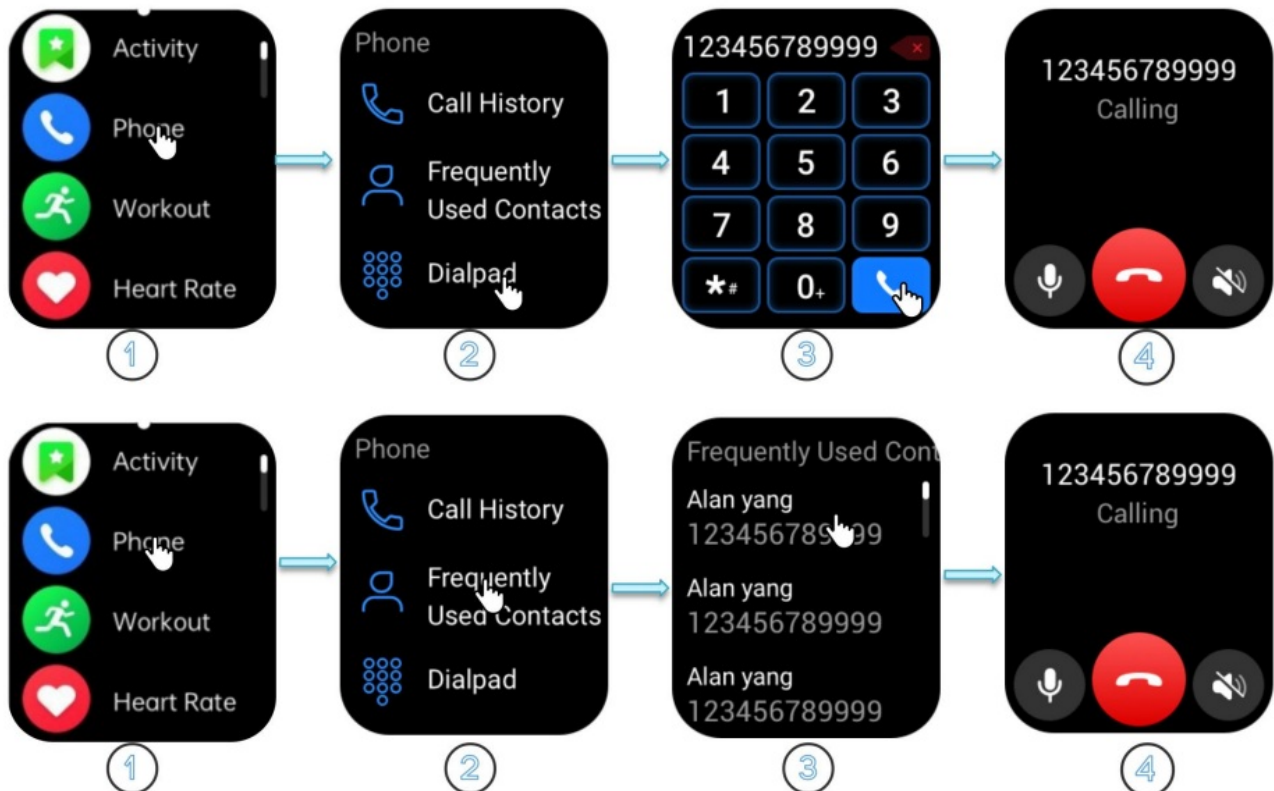 Activity
Phone
Workout
Heart Rate
1
Phone
Call History
Frequently
Used Contacts
Dialpad
2
123456789999
1 2 3
4 5 6
7 8 9
*# 0+
3
123456789999
Calling
4
Activity
Phone
Workout
Heart Rate
1
Phone
Call History
Frequently
Used Contacts
Dialpad
2
Frequently Used Cont
Alan yang
123456789999
Alan yang
123456789999
Alan yang
123456789999
3
123456789999
Calling
4